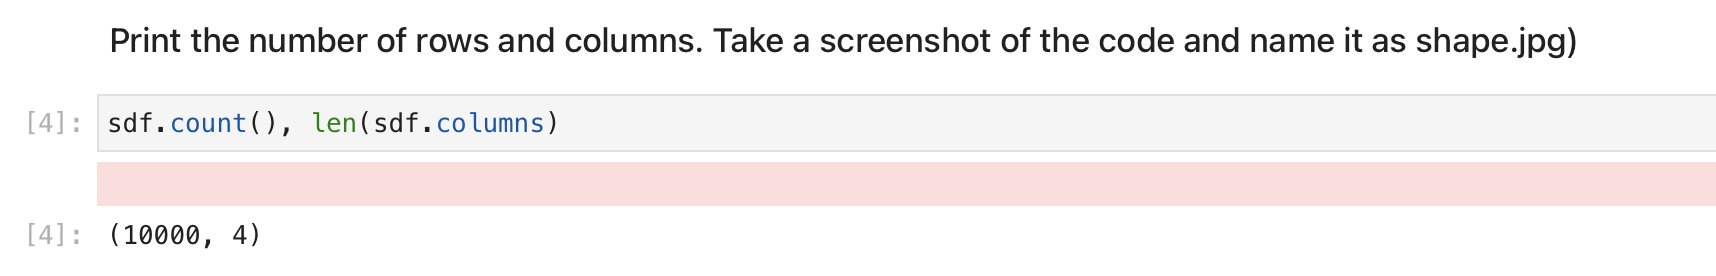 Print the number of rows and columns. Take a screenshot of the code and name it as shape.jpg)
[4]: sdf.count(), len(sdf.columns)
[4]: (10000, 4)